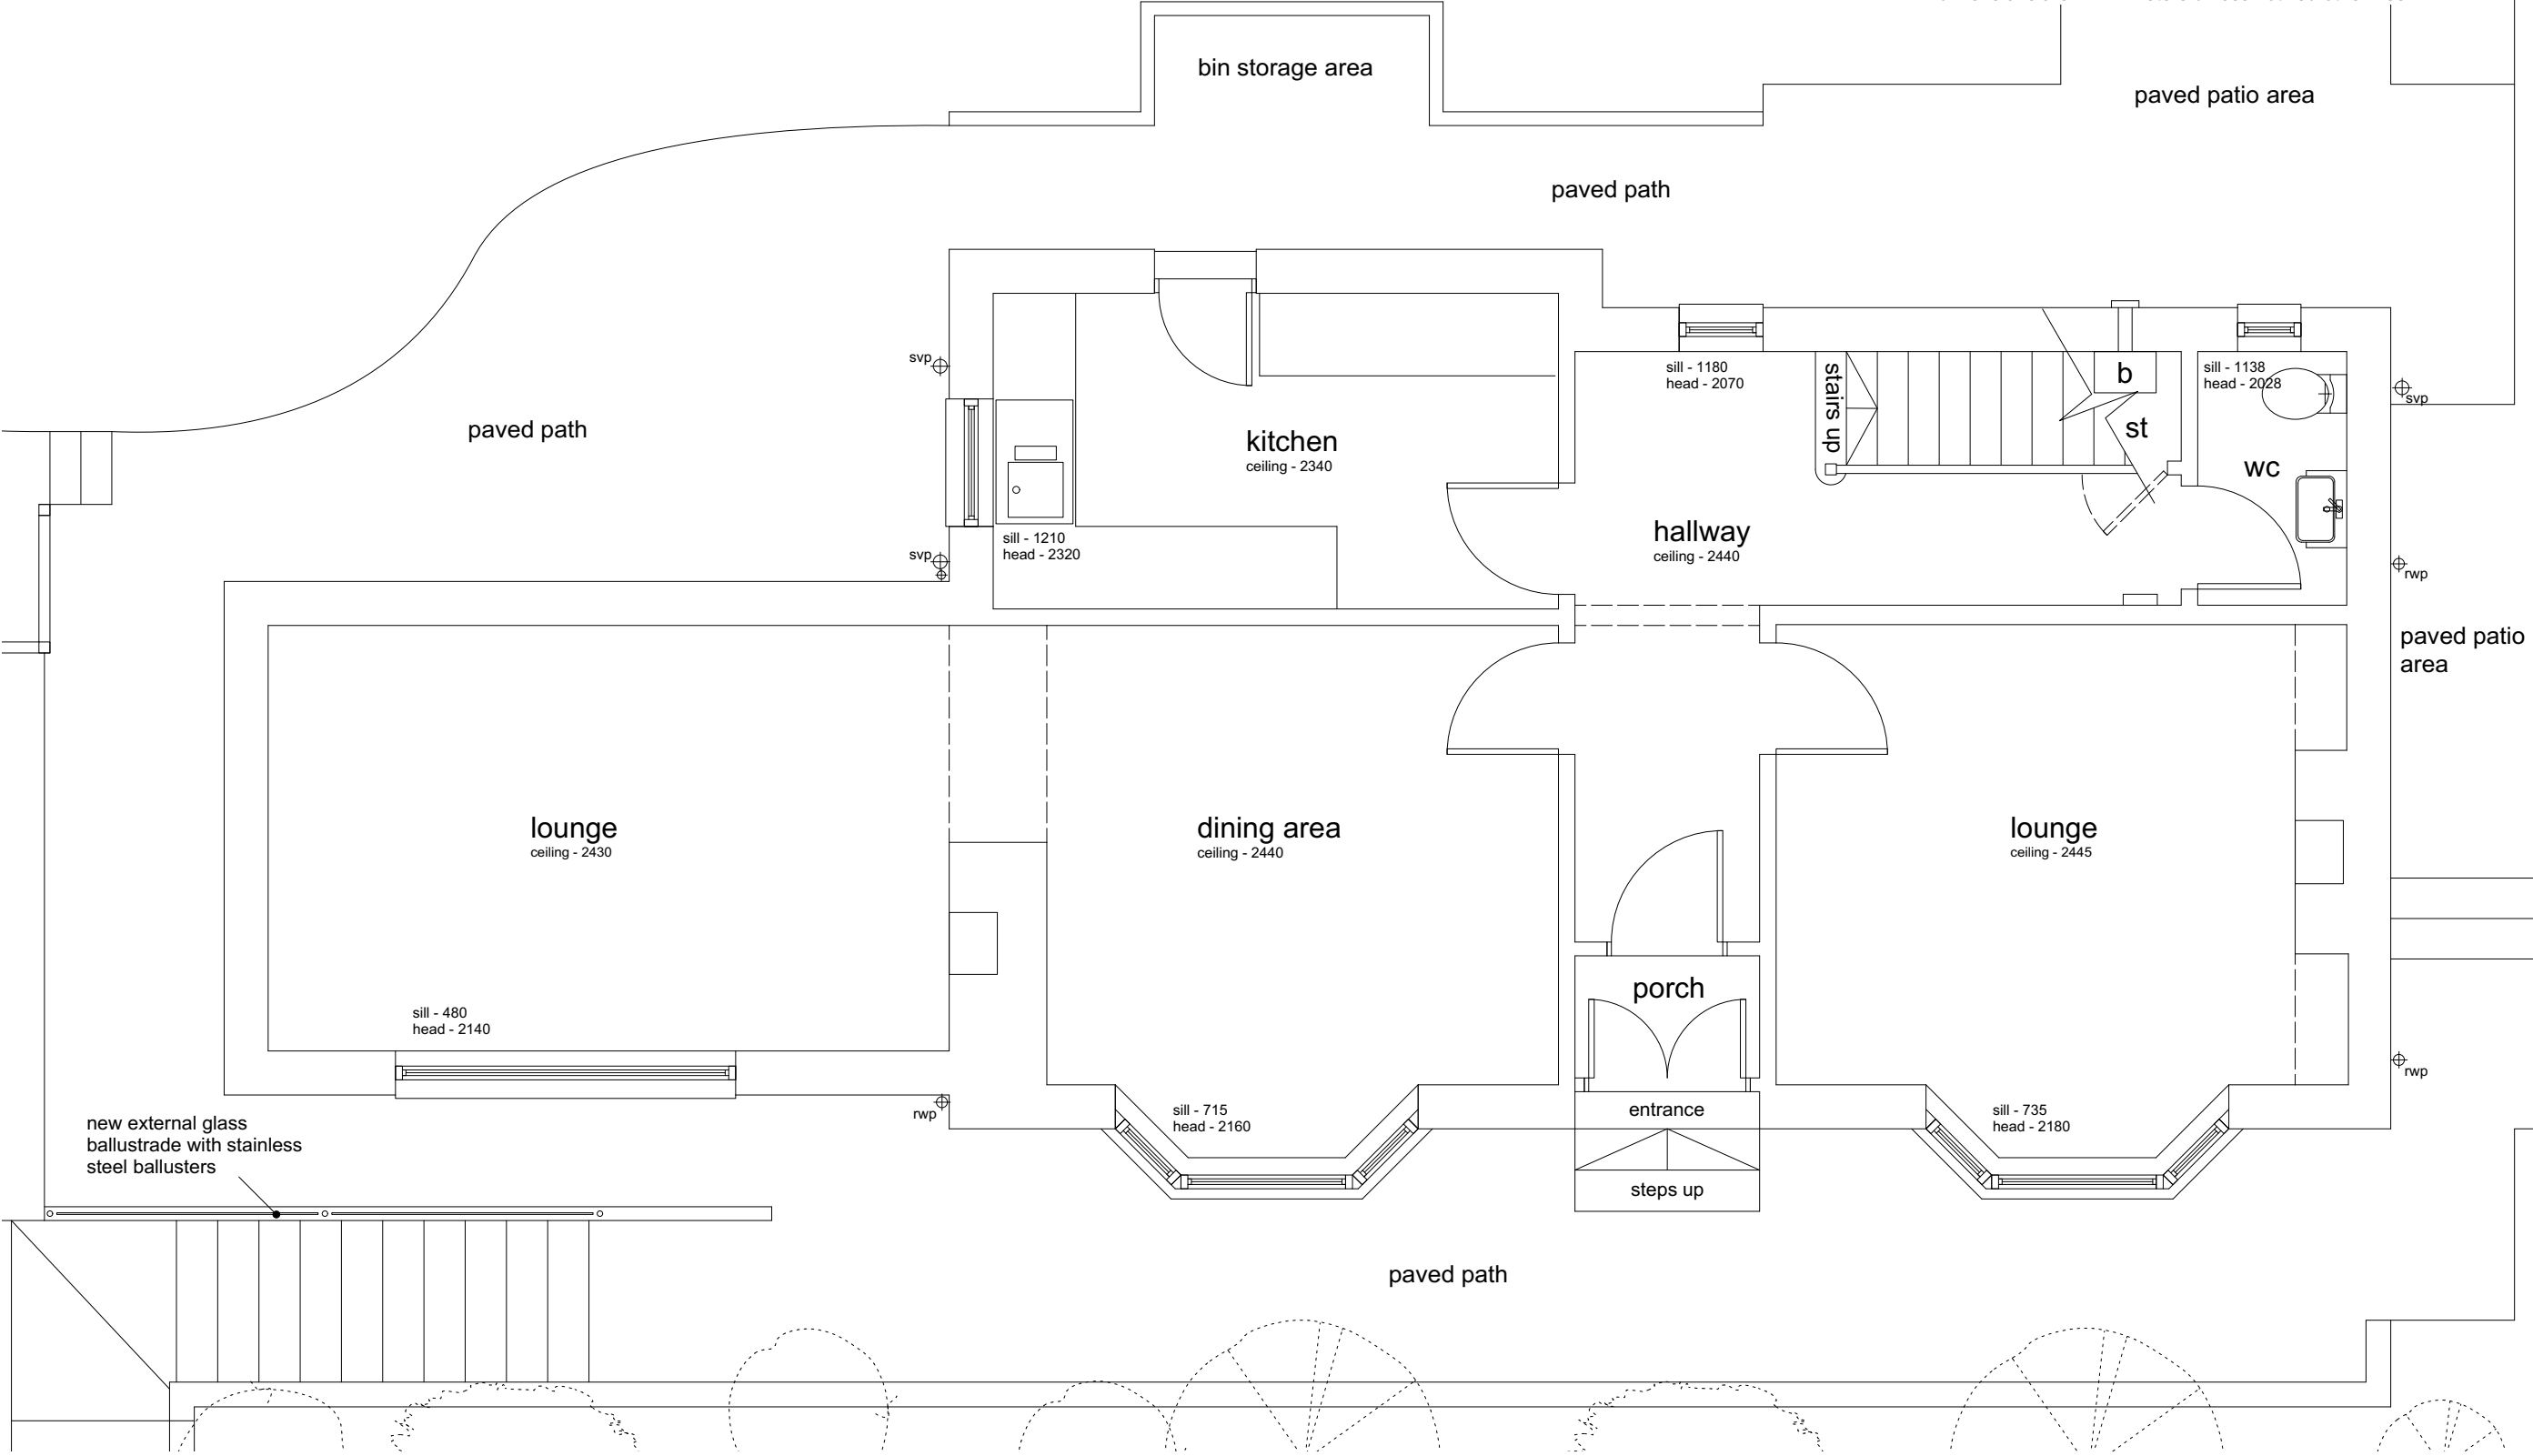 bin storage area
paved patio area
paved path
svp
sill - 1180
head - 2070
stairs up
b
sill - 1138
head - 2028
svp
paved path
kitchen
ceiling - 2340
st
wc
hallway
ceiling - 2440
sill - 1210
head - 2320
svp
rwp
paved patio
area
lounge
ceiling - 2430
dining area
ceiling - 2440
lounge
ceiling - 2445
porch
sill - 480
head - 2140
rwp
rwp
new external glass
ballustrade with stainless
steel ballusters
sill - 715
head - 2160
entrance
sill - 735
head - 2180
steps up
paved path